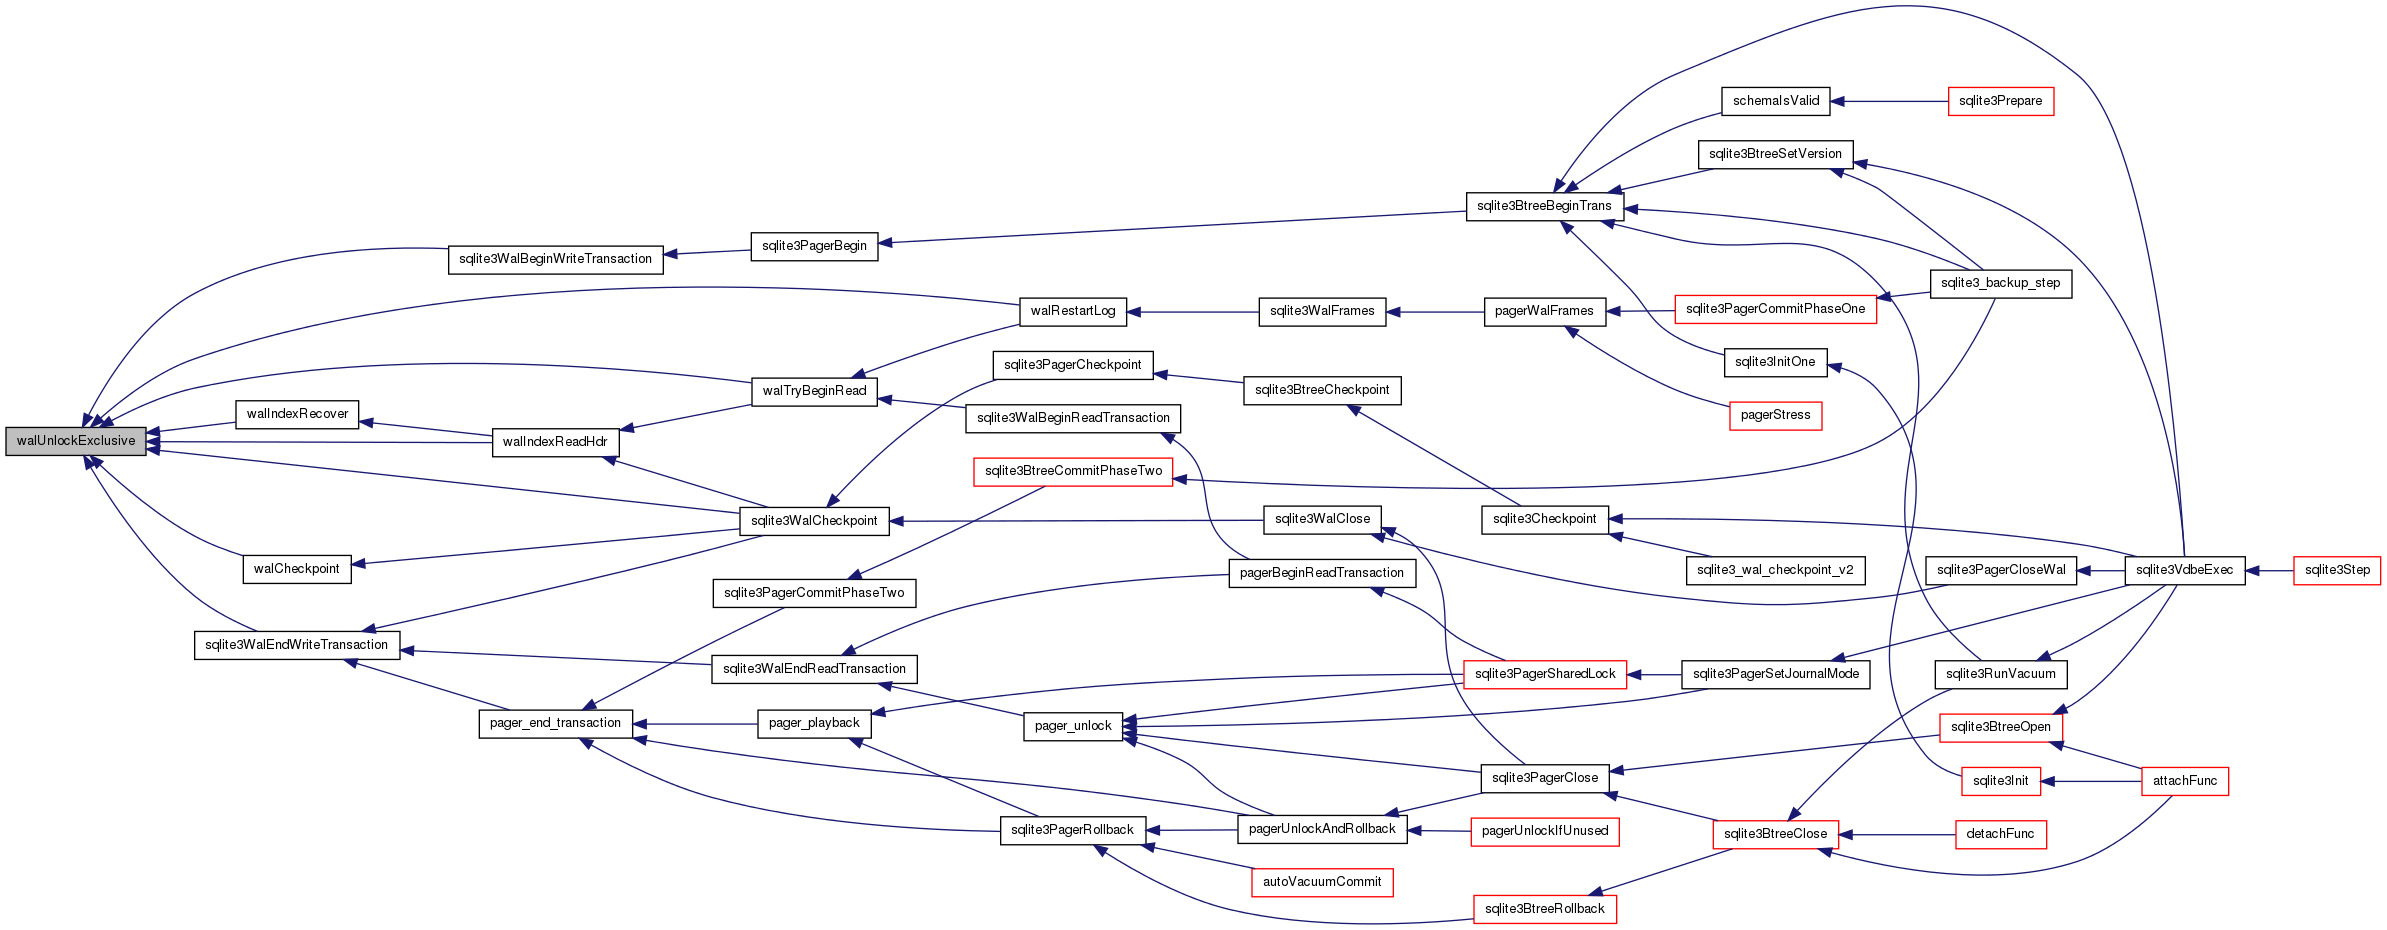 walUnlockExclusive
sqlite3WalBeginWriteTransaction
walIndexRecover
walIndexReadHdr
walCheckpoint
sqlite3WalEndWriteTransaction
pager_end_transaction
sqlite3PagerBegin
walTryBeginRead
sqlite3WalCheckpoint
sqlite3PagerCommitPhaseTwo
sqlite3WalEndReadTransaction
pager_playback
walRestartLog
sqlite3PagerCheckpoint
sqlite3WalBeginReadTransaction
sqlite3BtreeCommitPhaseTwo
pager_unlock
sqlite3PagerRollback
sqlite3WalFrames
sqlite3BtreeCheckpoint
sqlite3WalClose
pagerBeginReadTransaction
pagerUnlockAndRollback
autoVacuumCommit
sqlite3BtreeBeginTrans
pagerWalFrames
sqlite3Checkpoint
sqlite3PagerSharedLock
sqlite3PagerClose
pagerUnlockIfUnused
sqlite3BtreeRollback
schemaIsValid
sqlite3BtreeSetVersion
sqlite3PagerCommitPhaseOne
sqlite3InitOne
pagerStress
sqlite3_wal_checkpoint_v2
sqlite3PagerSetJournalMode
sqlite3BtreeClose
sqlite3Prepare
sqlite3_backup_step
sqlite3PagerCloseWal
sqlite3RunVacuum
sqlite3BtreeOpen
sqlite3Init
detachFunc
sqlite3VdbeExec
attachFunc
sqlite3Step